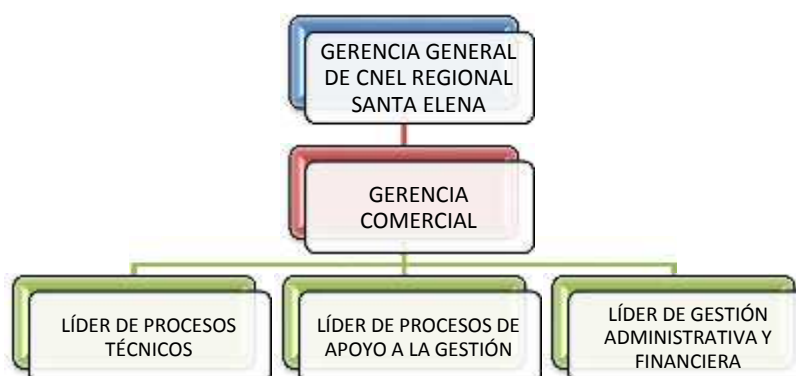 GERENCIA GENERAL
DE CNEL REGIONAL
SANTA ELENA
GERENCIA
COMERCIAL
LÍDER DE PROCESOS
TÉCNICOS
LÍDER DE PROCESOS DE
APOYO A LA GESTIÓN
LÍDER DE GESTIÓN
ADMINISTRATIVA Y
FINANCIERA